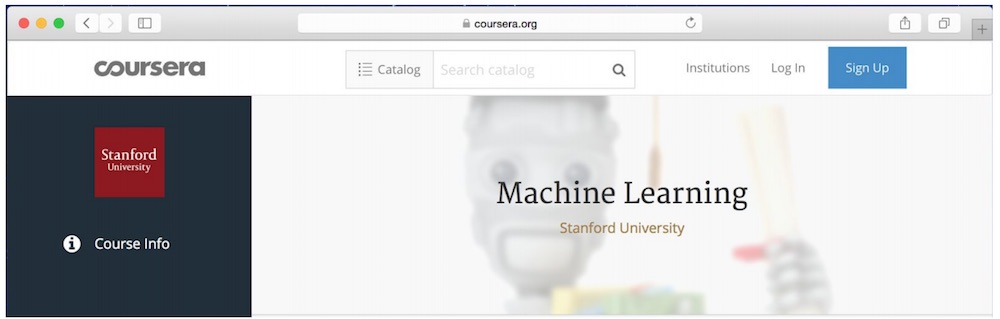 coursera.org
coursera
Catalog
Search catalog
Institutions
Log In
Sign Up
Stanford
University
Machine Learning
Stanford University
Course Info